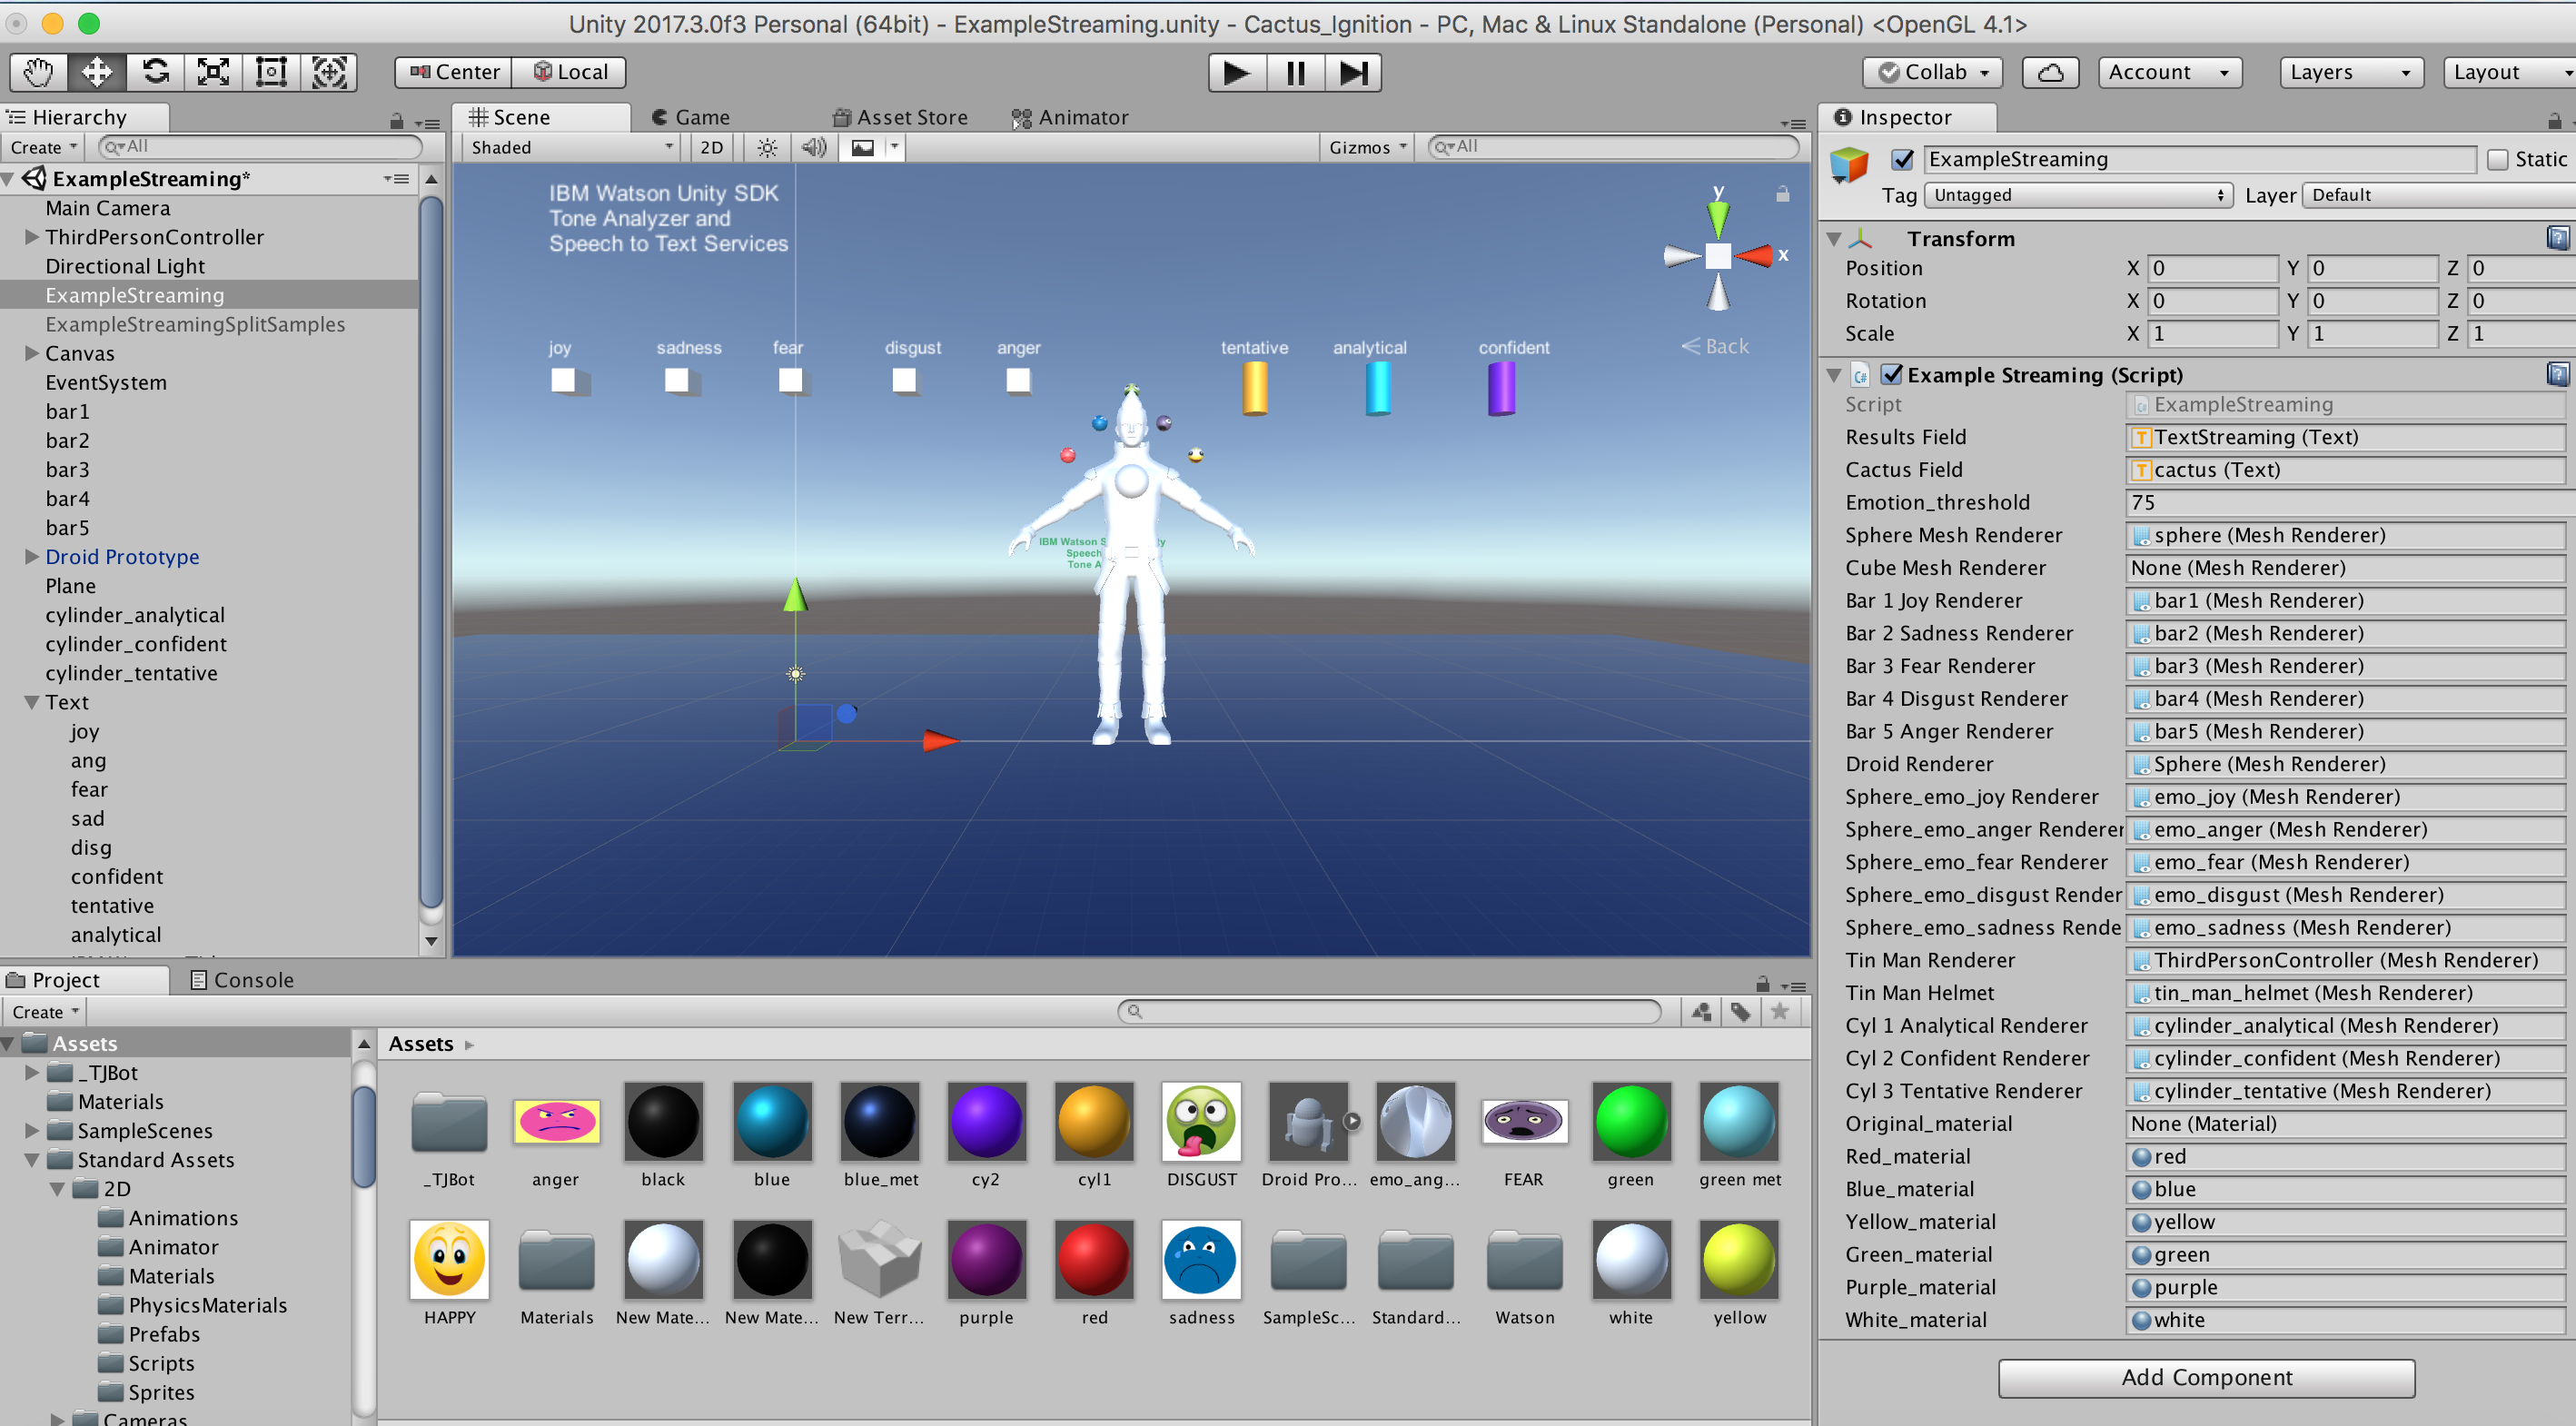 Unity 2017.3.0f3 Personal (64bit) - ExampleStreaming.unity - Cactus_Ignition - PC, Mac & Linux Standalone (Personal) <OpenGL 4.1>
Center Local Collab Account Layers Layout
Hierarchy
Create All
ExampleStreaming*
Main Camera
ThirdPersonController
Directional Light
ExampleStreaming
ExampleStreamingSplitSamples
Canvas
EventSystem
bar1
bar2
bar3
bar4
bar5
Droid Prototype
Plane
cylinder_analytical
cylinder_confident
cylinder_tentative
Text
joy
ang
fear
sad
disg
confident
tentative
analytical
Scene Game Asset Store Animator
Shaded 2D Gizmos All
IBM Watson Unity SDK
Tone Analyzer and
Speech to Text Services
y
x
Back
joy sadness fear disgust anger tentative analytical confident
IBM Watson
Speech
Tone A
Inspector
ExampleStreaming Static
Tag Untagged Layer Default
Transform
Position X 0 Y 0 Z 0
Rotation X 0 Y 0 Z 0
Scale X 1 Y 1 Z 1
Example Streaming (Script)
Script ExampleStreaming
Results Field TextStreaming (Text)
Cactus Field cactus (Text)
Emotion_threshold 75
Sphere Mesh Renderer sphere (Mesh Renderer)
Cube Mesh Renderer None (Mesh Renderer)
Bar 1 Joy Renderer bar1 (Mesh Renderer)
Bar 2 Sadness Renderer bar2 (Mesh Renderer)
Bar 3 Fear Renderer bar3 (Mesh Renderer)
Bar 4 Disgust Renderer bar4 (Mesh Renderer)
Bar 5 Anger Renderer bar5 (Mesh Renderer)
Droid Renderer Sphere (Mesh Renderer)
Sphere_emo_joy Renderer emo_joy (Mesh Renderer)
Sphere_emo_anger Renderer emo_anger (Mesh Renderer)
Sphere_emo_fear Renderer emo_fear (Mesh Renderer)
Sphere_emo_disgust Render emo_disgust (Mesh Renderer)
Sphere_emo_sadness Rende emo_sadness (Mesh Renderer)
Tin Man Renderer ThirdPersonController (Mesh Renderer)
Tin Man Helmet tin_man_helmet (Mesh Renderer)
Cyl 1 Analytical Renderer cylinder_analytical (Mesh Renderer)
Cyl 2 Confident Renderer cylinder_confident (Mesh Renderer)
Cyl 3 Tentative Renderer cylinder_tentative (Mesh Renderer)
Original_material None (Material)
Red_material red
Blue_material blue
Yellow_material yellow
Green_material green
Purple_material purple
White_material white
Add Component
Project Console
Create
Assets
_TJBot
Materials
SampleScenes
Standard Assets
2D
Animations
Animator
Materials
PhysicsMaterials
Prefabs
Scripts
Sprites
Cameras
Assets
_TJBot anger black blue blue_met cy2 cyl1 DISGUST Droid Pro... emo_ang... FEAR green green met
HAPPY Materials New Mate... New Mate... New Terr... purple red sadness SampleSc... Standard... Watson white yellow